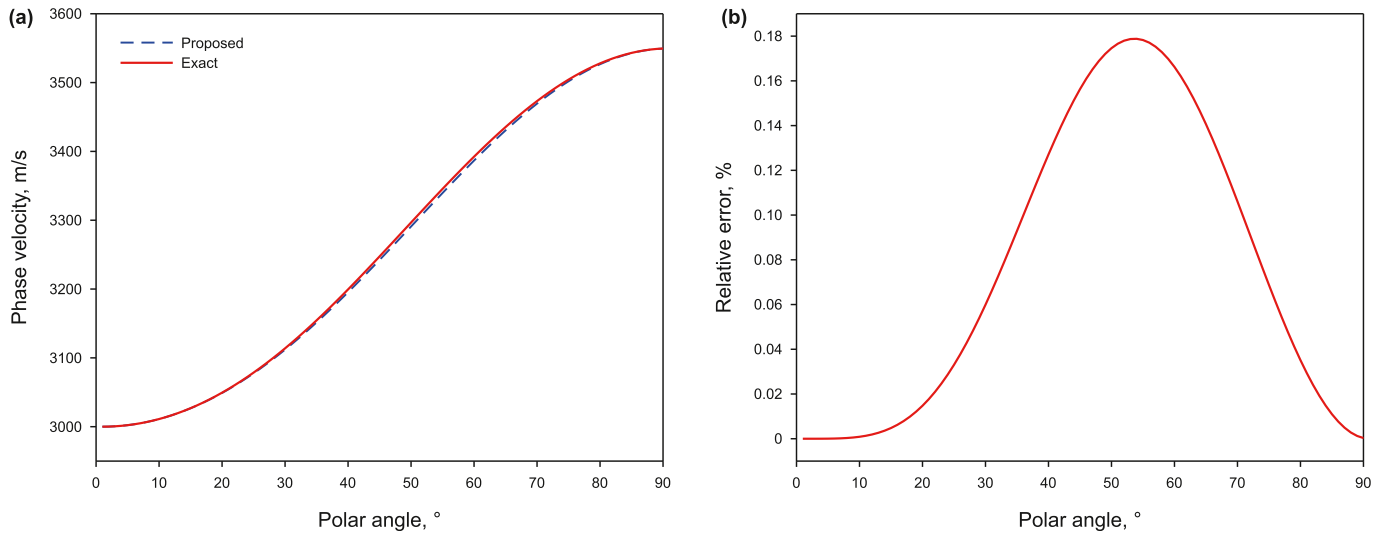 (a)
3600
3500
3400
3300
3200
3100
3000
Phase velocity, m/s
Proposed
Exact
0 10 20 30 40 50 60 70 80 90
Polar angle, °
(b)
0.18
0.16
0.14
0.12
0.10
0.08
0.06
0.04
0.02
0
Relative error, %
0 10 20 30 40 50 60 70 80 90
Polar angle, °